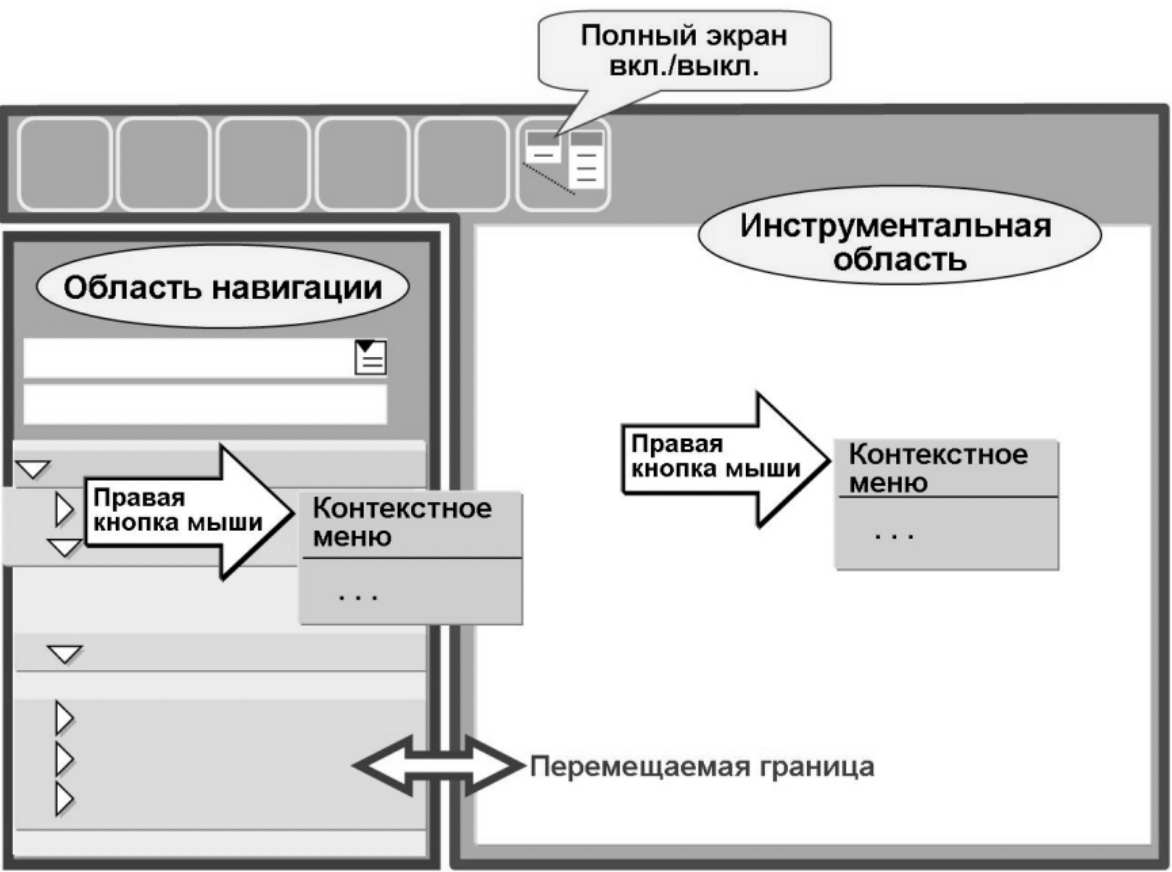 Полный экран
вкл./выкл.
Инструментальная
область
Область навигации
Правая
кнопка мыши
Контекстное
меню
. . .
Правая
кнопка мыши
Контекстное
меню
. . .
Перемещаемая граница